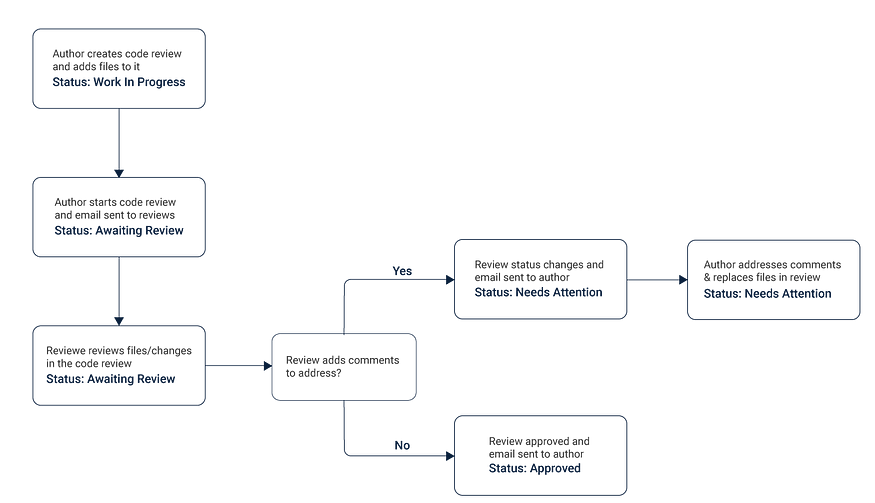 Author creates code review
and adds files to it
Status: Work In Progress
Author starts code review
and email sent to reviews
Status: Awaiting Review
Reviewe reviews files/changes
in the code review
Status: Awaiting Review
Review adds comments
to address?
Yes
Review status changes and
email sent to author
Status: Needs Attention
Author addresses comments
& replaces files in review
Status: Needs Attention
No
Review approved and
email sent to author
Status: Approved